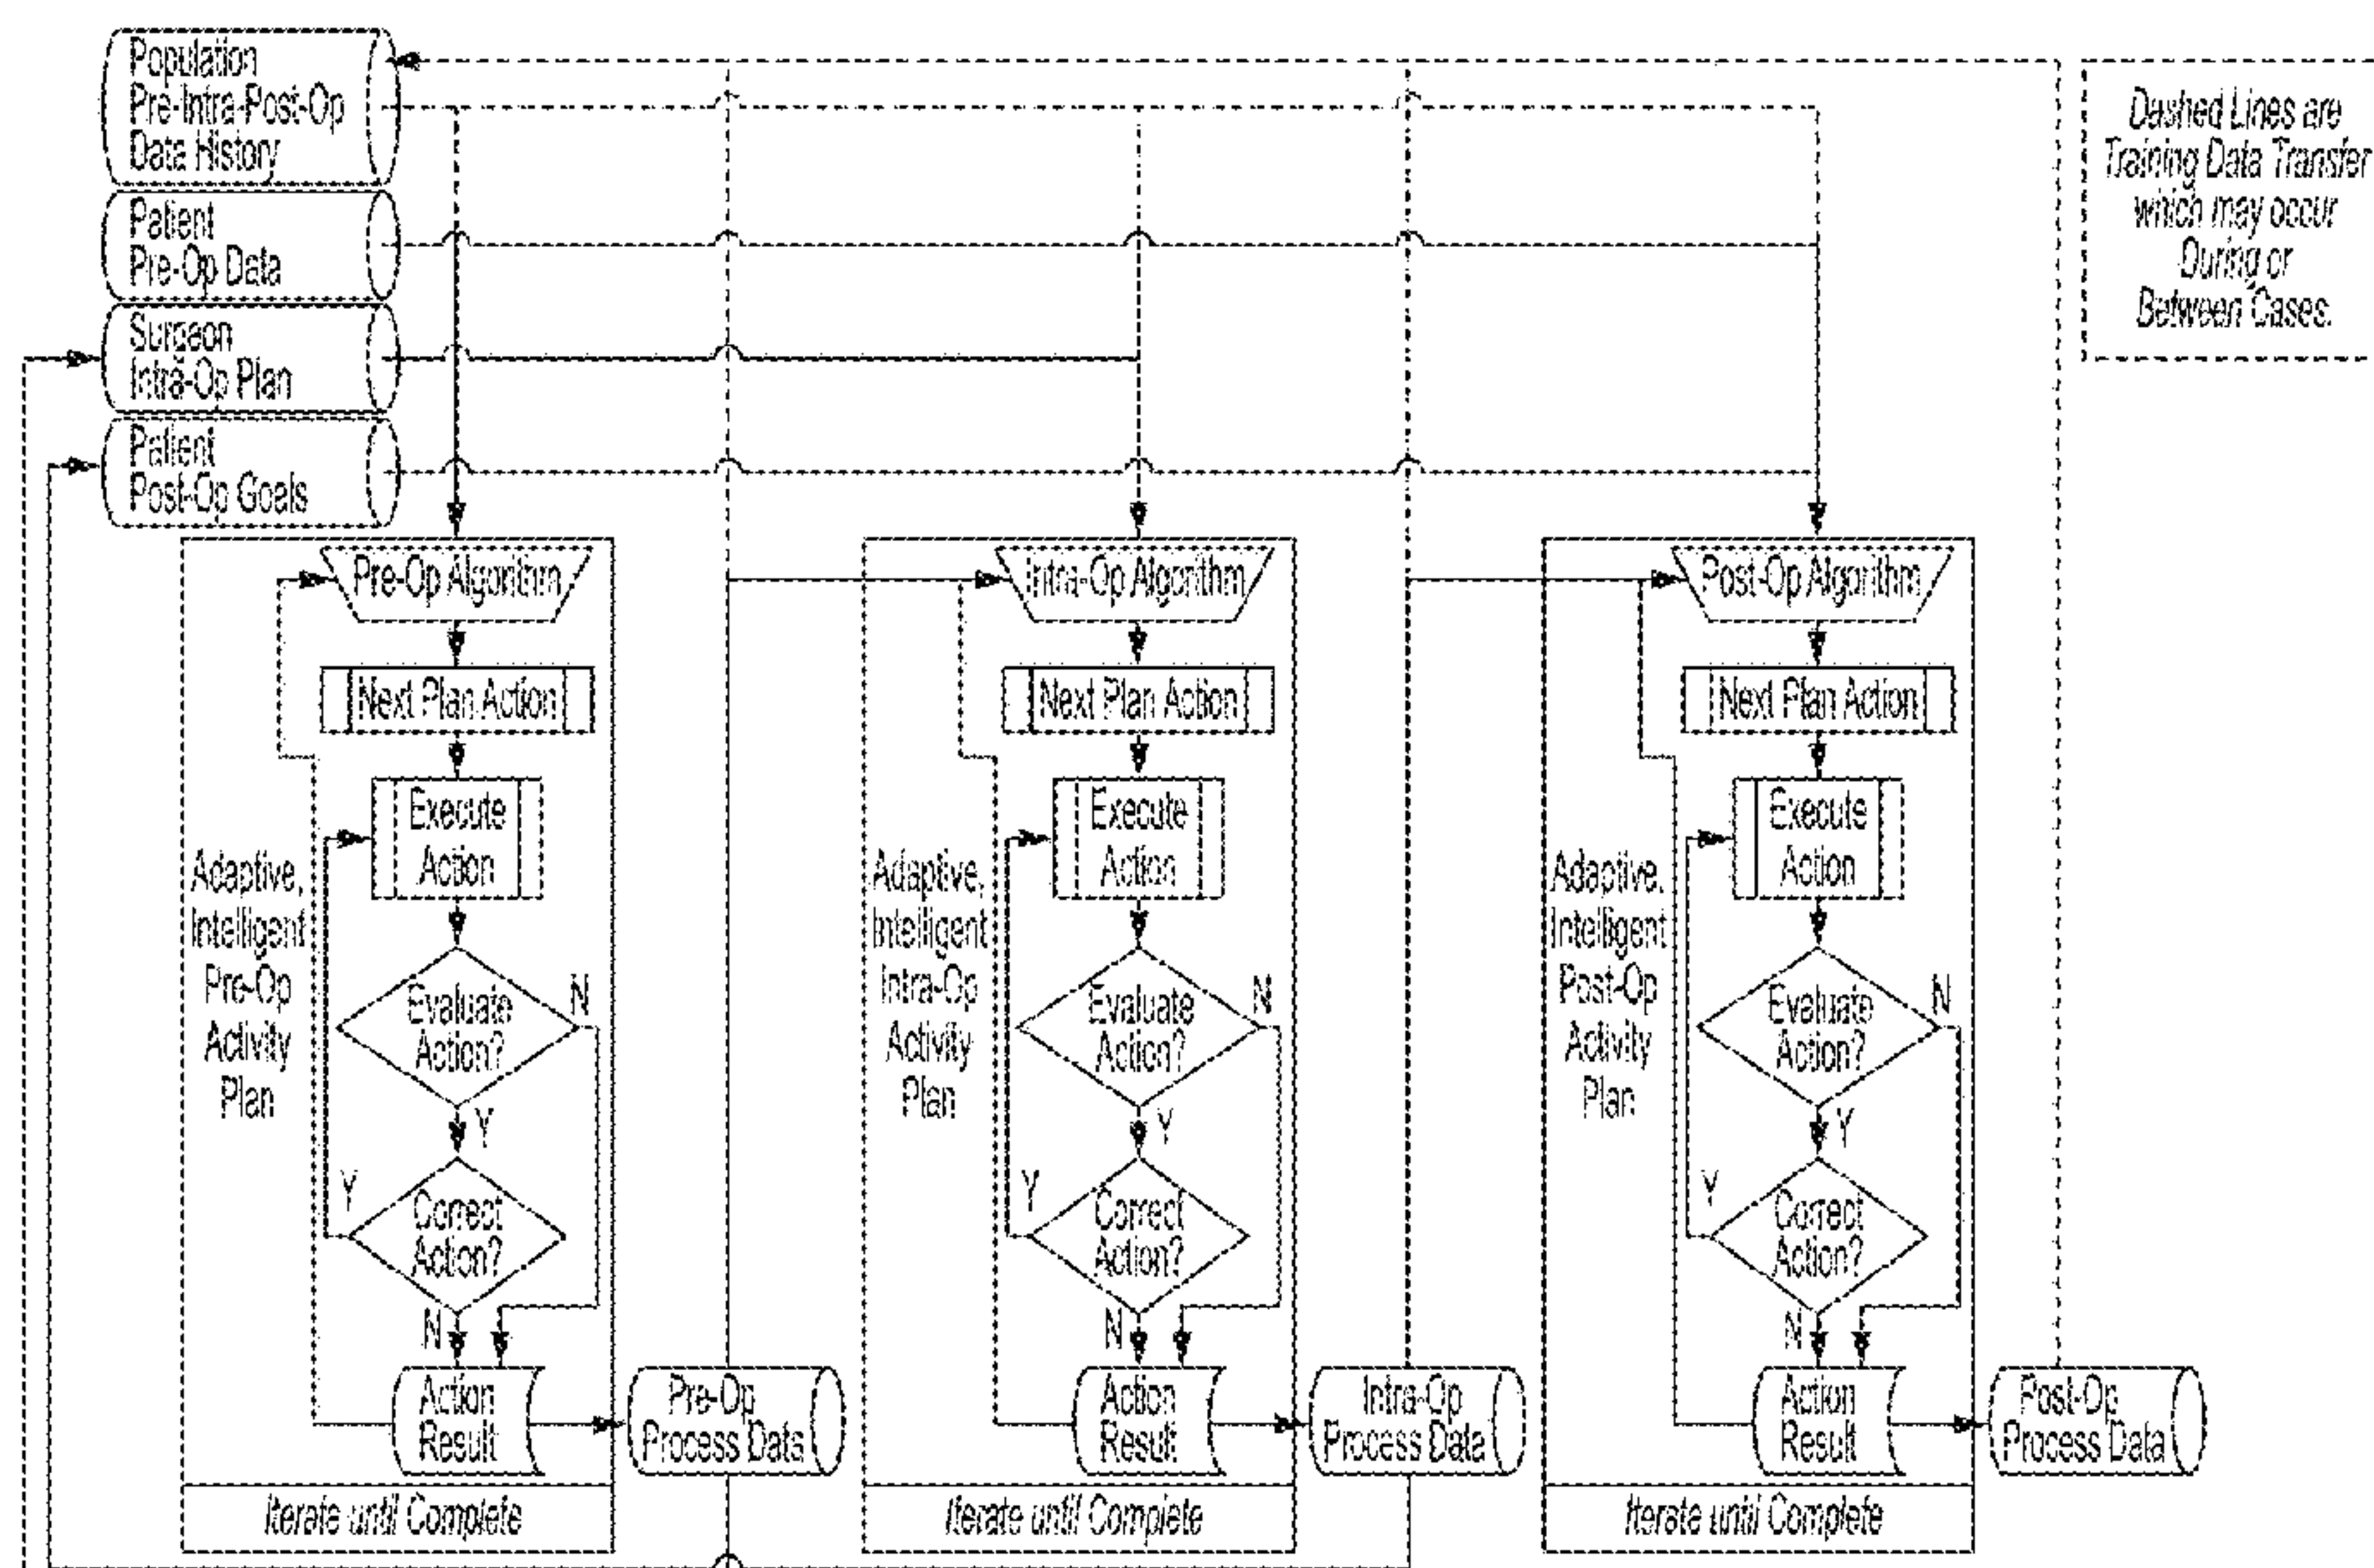 Population
Pre-Intra-Post-Op
Data History
Patient
Pre-Op Data
Surgeon
Intra-Op Plan
Patient
Post-Op Goals
Dashed Lines are
Training Data Transfer
which may occur
During or
Between Cases.
Pre-Op Algorithm
Next Plan Action
Execute
Action
Adaptive,
Intelligent
Pre-Op
Activity
Plan
Evaluate
Action?
N
Y
Y
Correct
Action?
N
Action
Result
Pre-Op
Process Data
Iterate until Complete
Intra-Op Algorithm
Next Plan Action
Execute
Action
Adaptive,
Intelligent
Intra-Op
Activity
Plan
Evaluate
Action?
N
Y
Y
Correct
Action?
N
Action
Result
Intra-Op
Process Data
Iterate until Complete
Post-Op Algorithm
Next Plan Action
Execute
Action
Adaptive,
Intelligent
Post-Op
Activity
Plan
Evaluate
Action?
N
Y
Y
Correct
Action?
N
Action
Result
Post-Op
Process Data
Iterate until Complete